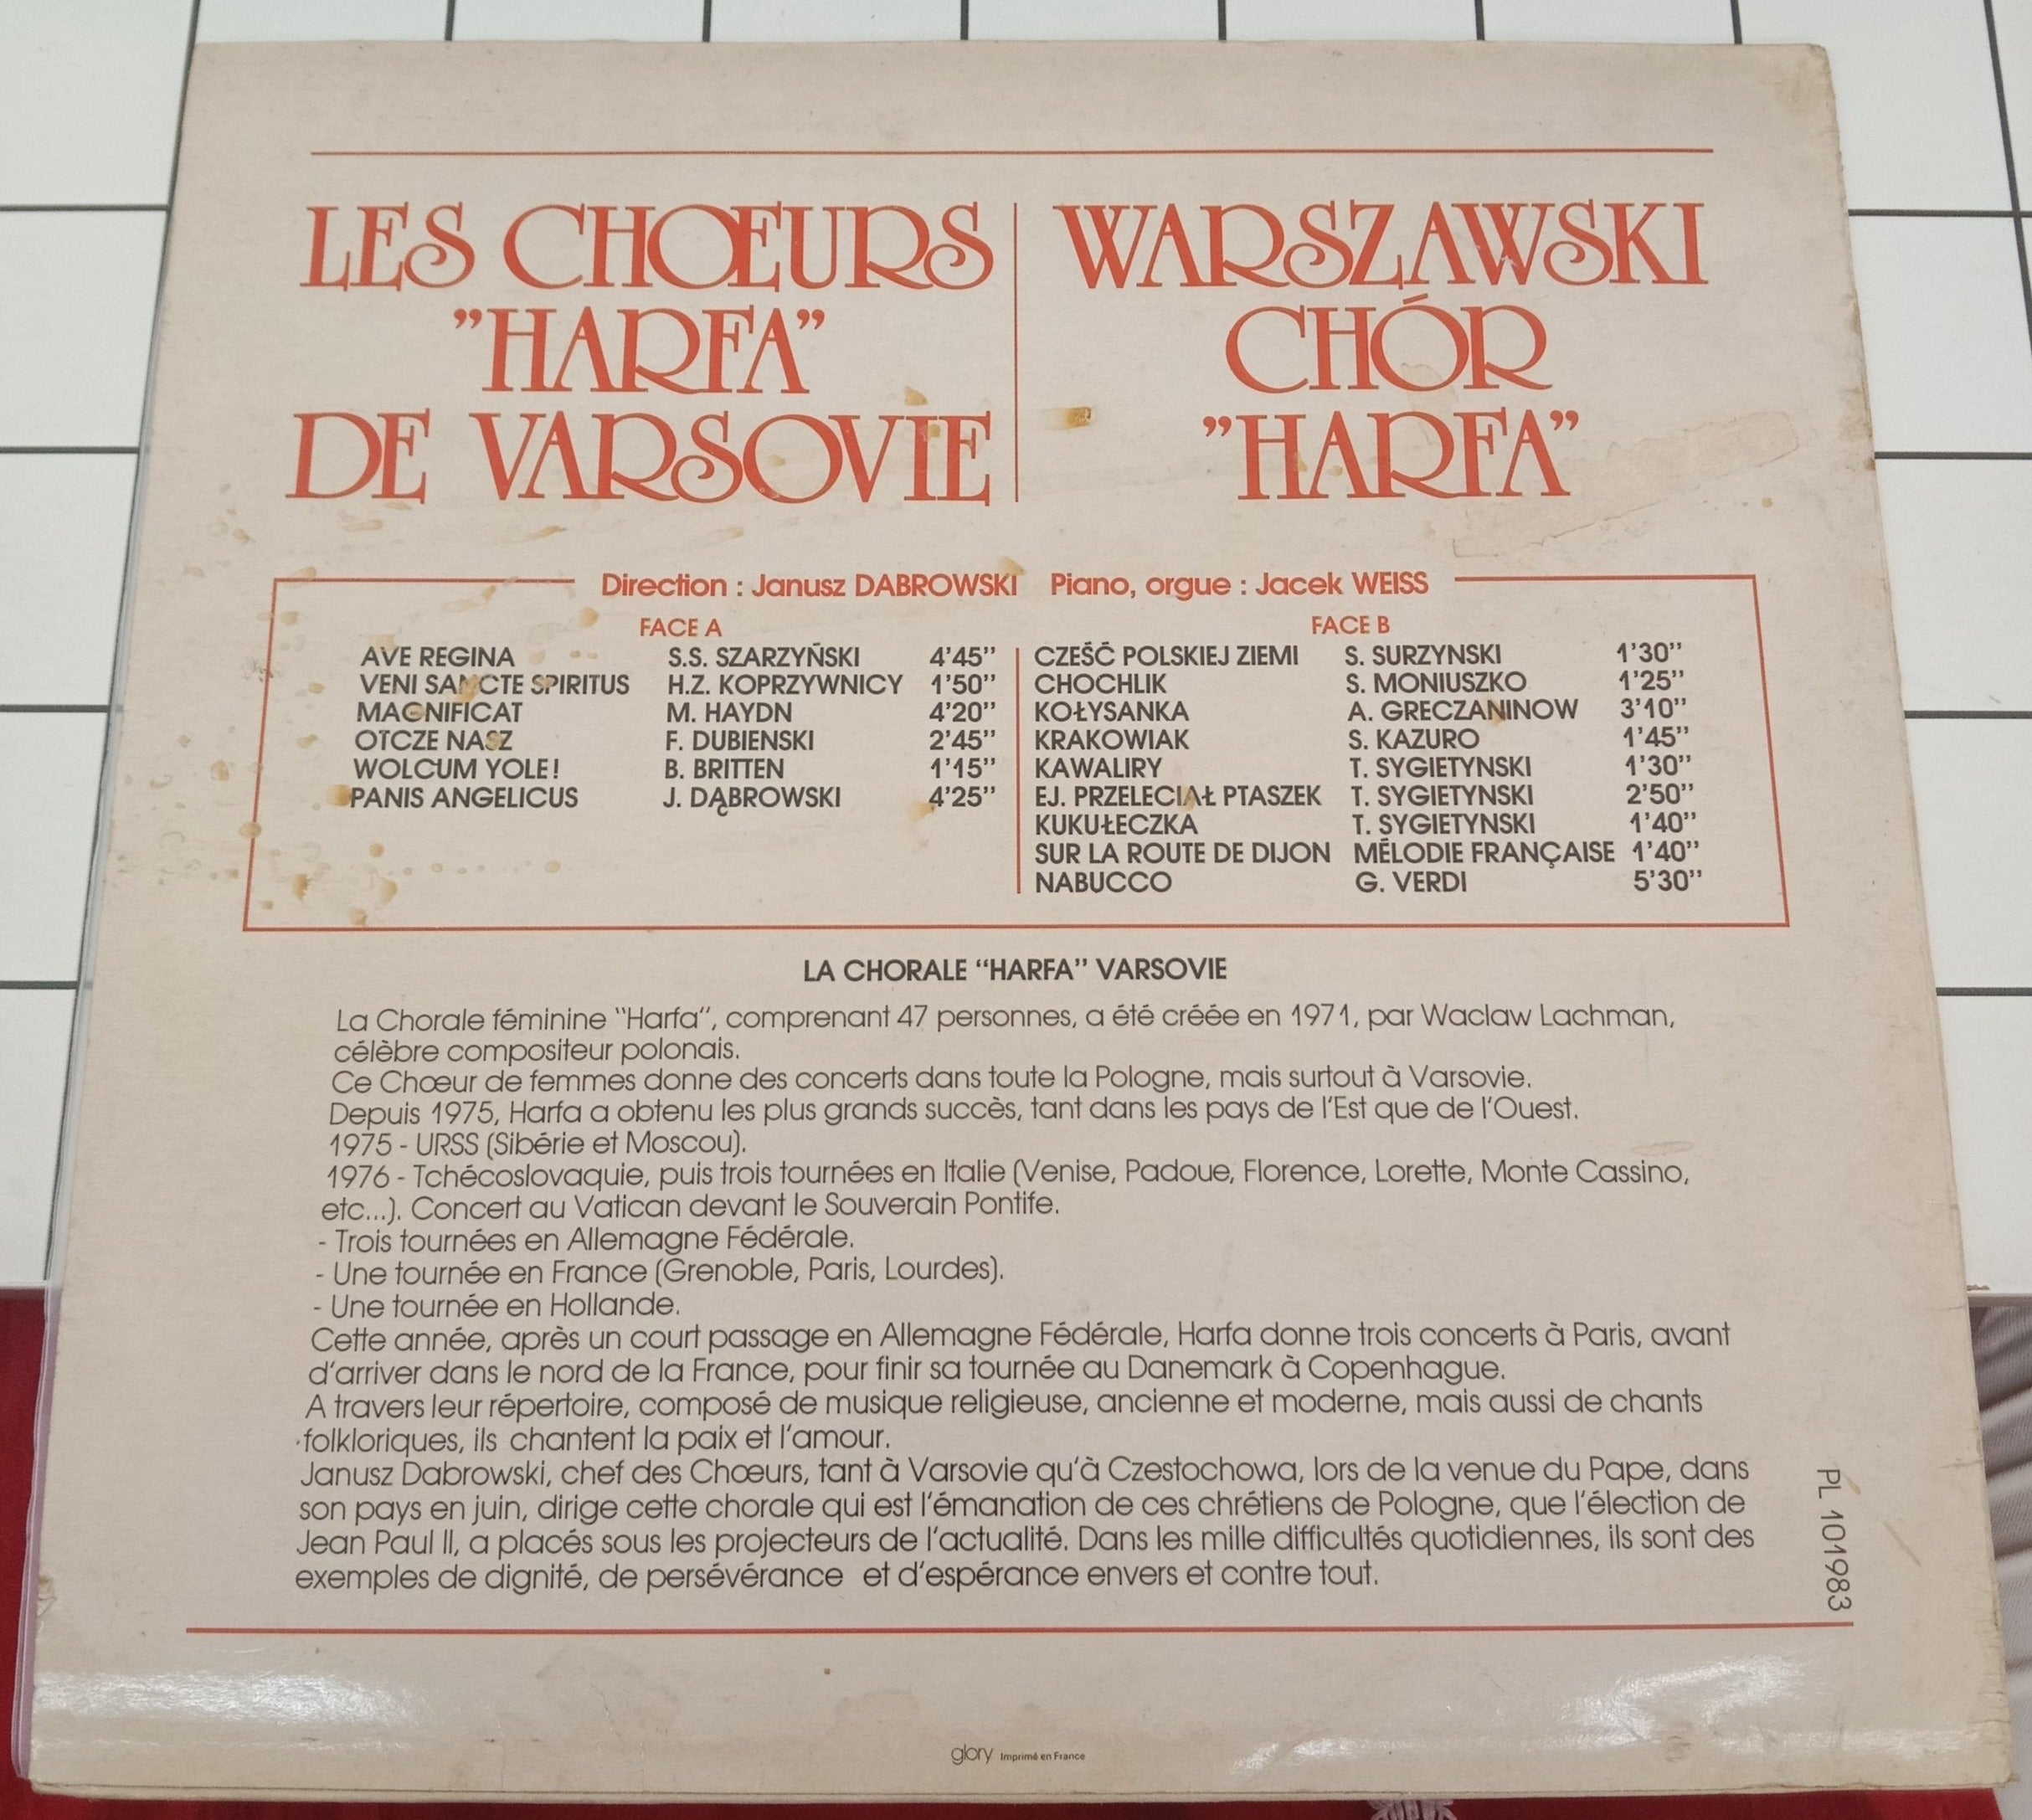 LES CHŒURS
"HARFA"
DE VARSOVIE
WARSZAWSKI
CHÓR
"HARFA"
Direction : Janusz DABROWSKI Piano, orgue : Jacek WEISS
FACE A
AVE REGINA S.S. SZARZYŃSKI 4'45''
VENI SANCTE SPIRITUS H.Z. KOPRZYWNICY 1'50''
MAGNIFICAT M. HAYDN 4'20''
OTCZE NASZ F. DUBIENSKI 2'45''
WOLCUM YOLE! B. BRITTEN 1'15''
PANIS ANGELICUS J. DĄBROWSKI 4'25''
FACE B
CZEŚĆ POLSKIEJ ZIEMI S. SURZYNSKI 1'30''
CHOCHLIK S. MONIUSZKO 1'25''
KOŁYSANKA A. GRECZANINOW 3'10''
KRAKOWIAK S. KAZURO 1'45''
KAWALIRY T. SYGIETYNSKI 1'30''
EJ. PRZELECIAŁ PTASZEK T. SYGIETYNSKI 2'50''
KUKUŁECZKA T. SYGIETYNSKI 1'40''
SUR LA ROUTE DE DIJON MÉLODIE FRANÇAISE 1'40''
NABUCCO G. VERDI 5'30''
LA CHORALE "HARFA" VARSOVIE
La Chorale féminine "Harfa", comprenant 47 personnes, a été créée en 1971, par Waclaw Lachman,
célèbre compositeur polonais.
Ce Chœur de femmes donne des concerts dans toute la Pologne, mais surtout à Varsovie.
Depuis 1975, Harfa a obtenu les plus grands succès, tant dans les pays de l'Est que de l'Ouest.
1975 - URSS (Sibérie et Moscou).
1976 - Tchécoslovaquie, puis trois tournées en Italie (Venise, Padoue, Florence, Lorette, Monte Cassino,
etc...). Concert au Vatican devant le Souverain Pontife.
- Trois tournées en Allemagne Fédérale.
- Une tournée en France (Grenoble, Paris, Lourdes).
- Une tournée en Hollande.
Cette année, après un court passage en Allemagne Fédérale, Harfa donne trois concerts à Paris, avant
d'arriver dans le nord de la France, pour finir sa tournée au Danemark à Copenhague.
A travers leur répertoire, composé de musique religieuse, ancienne et moderne, mais aussi de chants
folkloriques, ils chantent la paix et l'amour.
Janusz Dabrowski, chef des Chœurs, tant à Varsovie qu'à Czestochowa, lors de la venue du Pape, dans
son pays en juin, dirige cette chorale qui est l'émanation de ces chrétiens de Pologne, que l'élection de
Jean Paul II, a placés sous les projecteurs de l'actualité. Dans les mille difficultés quotidiennes, ils sont des
exemples de dignité, de persévérance et d'espérance envers et contre tout.
PL 101983
glory Imprimé en France